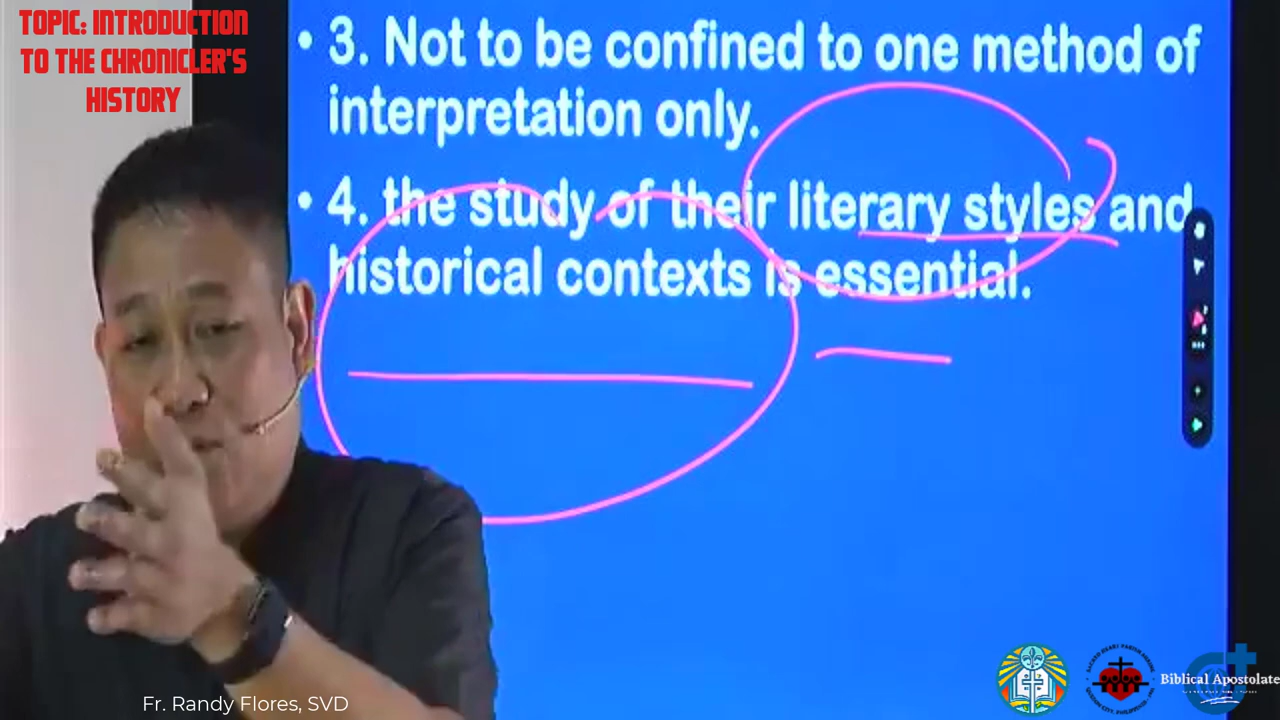 TOPIC: INTRODUCTION
TO THE CHRONICLER'S
HISTORY
• 3. Not to be confined to one method of
interpretation only.
• 4. the study of their literary styles and
historical contexts is essential.
Fr. Randy Flores, SVD
Biblical Apostolate